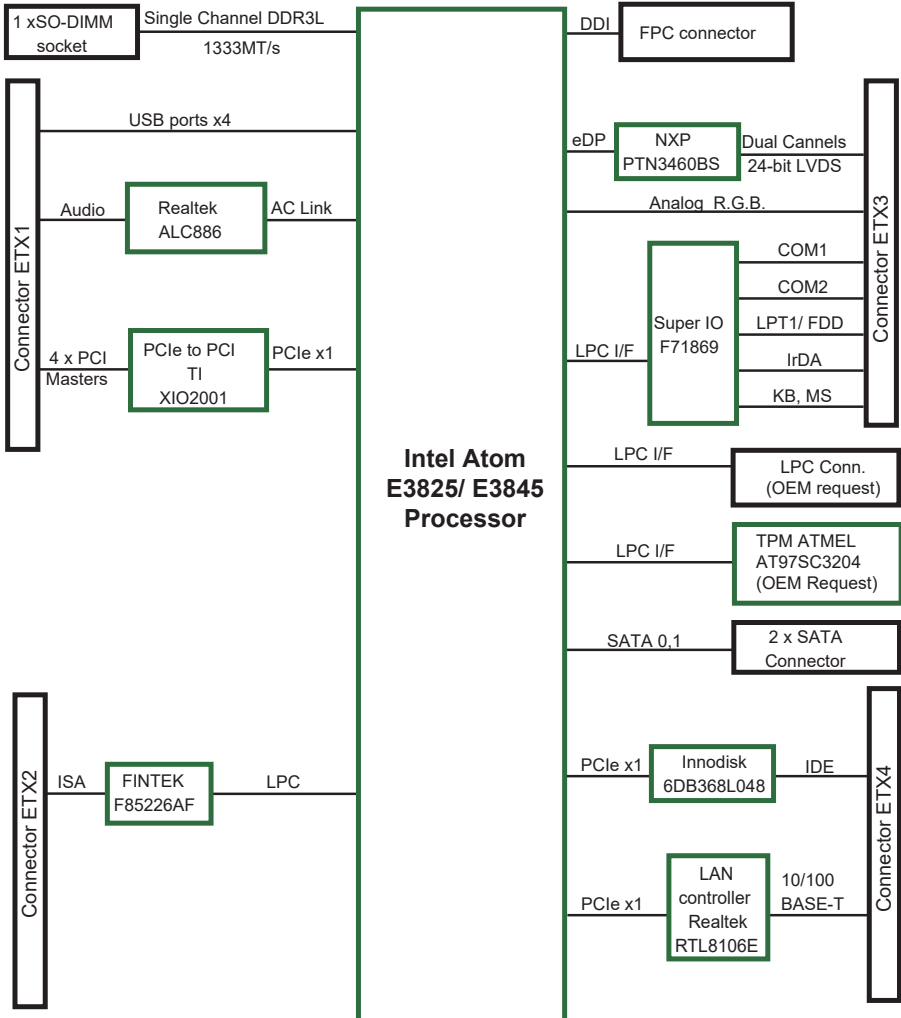 1 xSO-DIMM
socket
Single Channel DDR3L
1333MT/s
Connector ETX1
USB ports x4
Audio
Realtek
ALC886
AC Link
4 x PCI
Masters
PCIe to PCI
TI
XIO2001
PCIe x1
Connector ETX2
ISA
FINTEK
F85226AF
LPC
Intel Atom
E3825/ E3845
Processor
DDI
FPC connector
eDP
NXP
PTN3460BS
Dual Cannels
24-bit LVDS
Analog R.G.B.
LPC I/F
Super IO
F71869
COM1
COM2
LPT1/ FDD
IrDA
KB, MS
Connector ETX3
LPC I/F
LPC Conn.
(OEM request)
LPC I/F
TPM ATMEL
AT97SC3204
(OEM Request)
SATA 0,1
2 x SATA
Connector
PCIe x1
Innodisk
6DB368L048
IDE
PCIe x1
LAN
controller
Realtek
RTL8106E
10/100
BASE-T
Connector ETX4